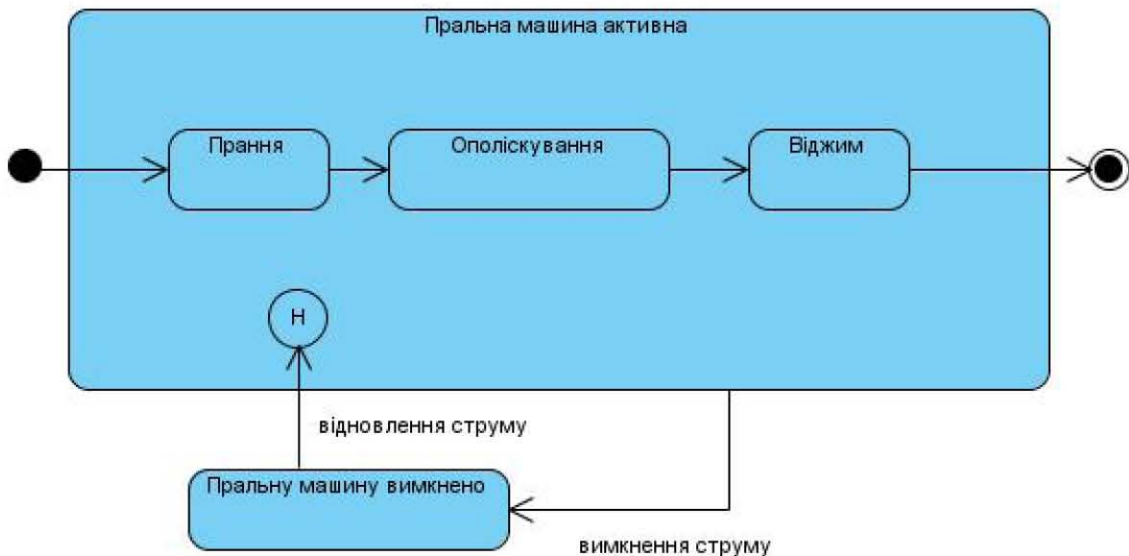 Пральна машина активна
Прання
Ополіскування
Віджим
Н
відновлення струму
Пральну машину вимкнено
вимкнення струму